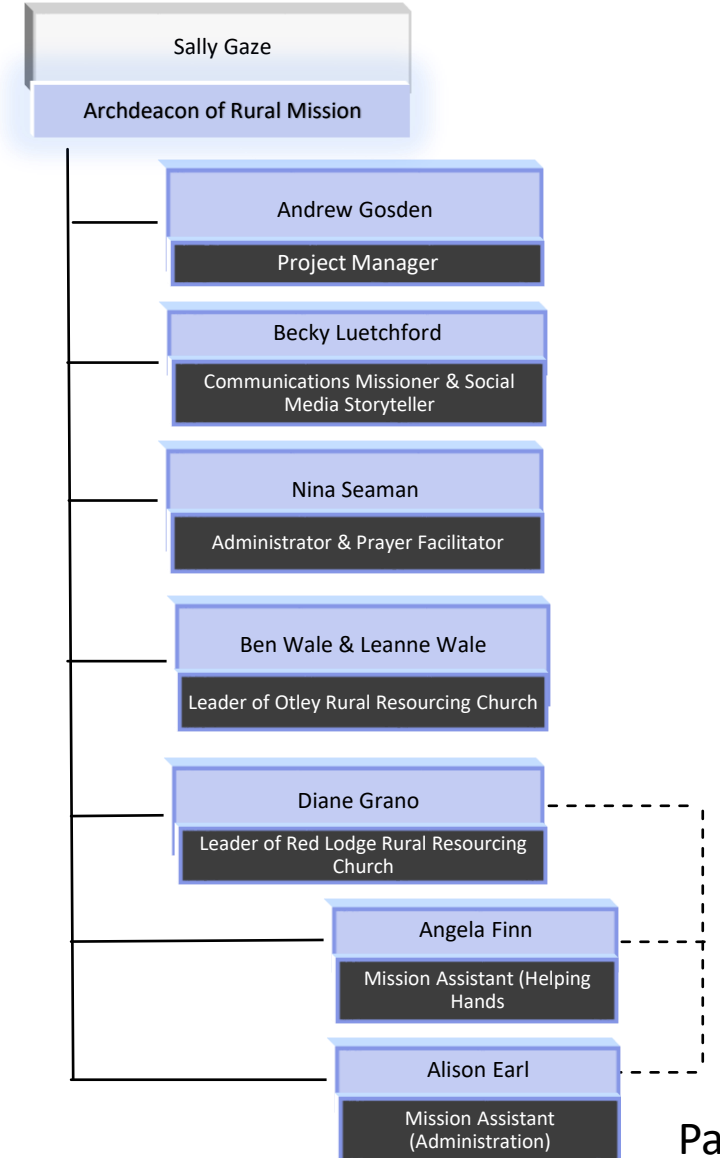 Sally Gaze
Archdeacon of Rural Mission
Andrew Gosden
Project Manager
Becky Luetchford
Communications Missioner & Social
Media Storyteller
Nina Seaman
Administrator & Prayer Facilitator
Ben Wale & Leanne Wale
Leader of Otley Rural Resourcing Church
Diane Grano
Leader of Red Lodge Rural Resourcing
Church
Angela Finn
Mission Assistant (Helping
Hands
Alison Earl
Mission Assistant
(Administration)
Pa